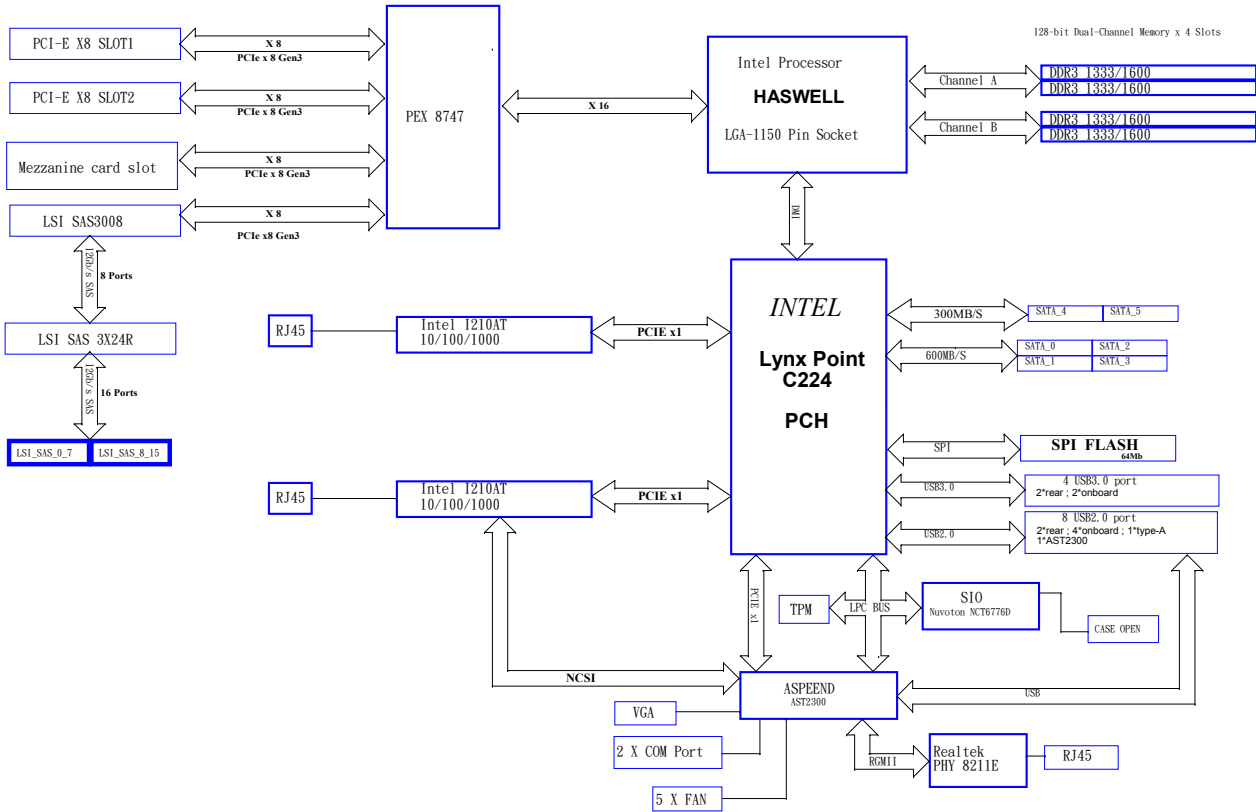 128-bit Dual-Channel Memory x 4 Slots
PCI-E X8 SLOT1
X 8
PCIe x 8 Gen3
PCI-E X8 SLOT2
X 8
PCIe x 8 Gen3
Mezzanine card slot
X 8
PCIe x 8 Gen3
LSI SAS3008
X 8
PCIe x8 Gen3
PEX 8747
X 16
Intel Processor
HASWELL
LGA-1150 Pin Socket
Channel A
DDR3 1333/1600
DDR3 1333/1600
Channel B
DDR3 1333/1600
DDR3 1333/1600
DMI
12Gb/s SAS
8 Ports
LSI SAS 3X24R
12Gb/s SAS
16 Ports
LSI_SAS_0_7
LSI_SAS_8_15
RJ45
Intel I210AT
10/100/1000
PCIE x1
INTEL
Lynx Point
C224
PCH
300MB/S
SATA_4
SATA_5
600MB/S
SATA_0
SATA_2
SATA_1
SATA_3
SPI
SPI FLASH
64Mb
USB3.0
4 USB3.0 port
2*rear ; 2*onboard
USB2.0
8 USB2.0 port
2*rear ; 4*onboard ; 1*type-A
1*AST2300
RJ45
Intel I210AT
10/100/1000
PCIE x1
PCIE x1
TPM
LPC BUS
SIO
Nuvoton NCT6776D
CASE OPEN
NCSI
ASPEEND
AST2300
USB
VGA
2 X COM Port
5 X FAN
RGMII
Realtek
PHY 8211E
RJ45